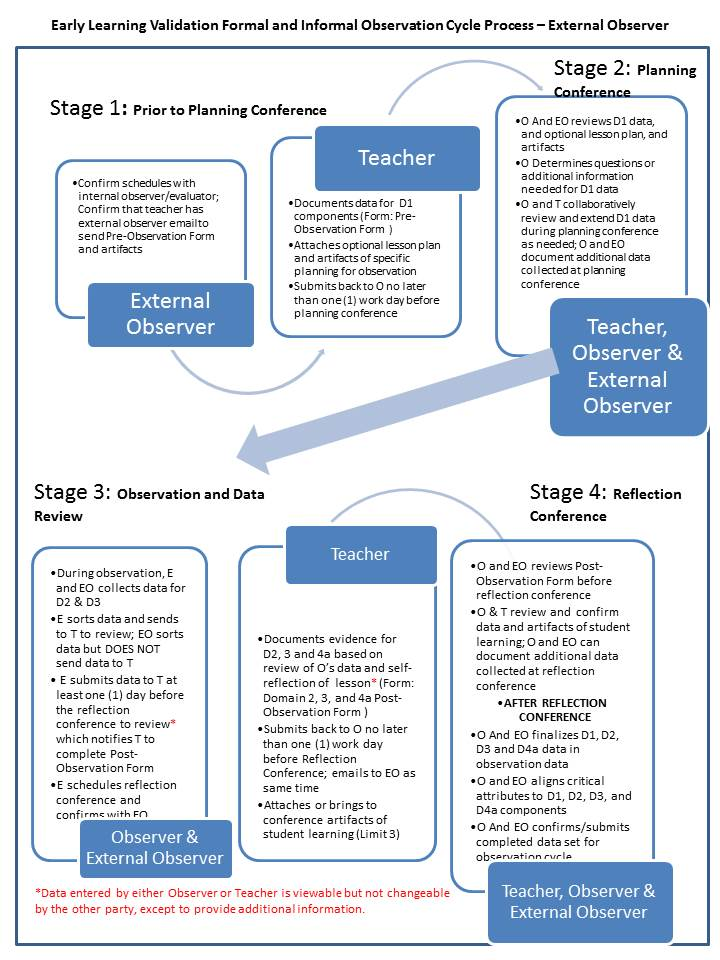 Early Learning Validation Formal and Informal Observation Cycle Process – External Observer
Stage 1: Prior to Planning Conference
•Confirm schedules with
internal observer/evaluator;
Confirm that teacher has
external observer email to
send Pre-Observation Form
and artifacts
External
Observer
Teacher
•Documents data for D1
components (Form: Pre-
Observation Form )
•Attaches optional lesson plan
and artifacts of specific
planning for observation
•Submits back to O no later
than one (1) work day before
planning conference
Stage 2: Planning
Conference
•O And EO reviews D1 data,
and optional lesson plan, and
artifacts
•O Determines questions or
additional information
needed for D1 data
•O and T collaboratively
review and extend D1 data
during planning conference
as needed; O and EO
document additional data
collected at planning
conference
Teacher,
Observer &
External
Observer
Stage 3: Observation and Data
Review
•During observation, E
and EO collects data for
D2 & D3
•E sorts data and sends
to T to review; EO sorts
data but DOES NOT
send data to T
• E submits data to T at
least one (1) day before
the reflection
conference to review*
which notifies T to
complete Post-
Observation Form
•E schedules reflection
conference and
confirms with EO
Observer &
External Observer
Teacher
•Documents evidence for
D2, 3 and 4a based on
review of O's data and self-
reflection of lesson* (Form:
Domain 2, 3, and 4a Post-
Observation Form )
•Submits back to O no later
than one (1) work day
before Reflection
Conference; emails to EO as
same time
•Attaches or brings to
conference artifacts of
student learning (Limit 3)
Stage 4: Reflection
Conference
•O and EO reviews Post-
Observation Form before
reflection conference
•O & T review and confirm
data and artifacts of student
learning; O and EO can
document additional data
collected at reflection
conference
•AFTER REFLECTION
CONFERENCE
•O And EO finalizes D1, D2,
D3 and D4a data in
observation data
•O and EO aligns critical
attributes to D1, D2, D3, and
D4a components
•O And EO confirms/submits
completed data set for
observation cycle
Teacher, Observer &
External Observer
*Data entered by either Observer or Teacher is viewable but not changeable
by the other party, except to provide additional information.